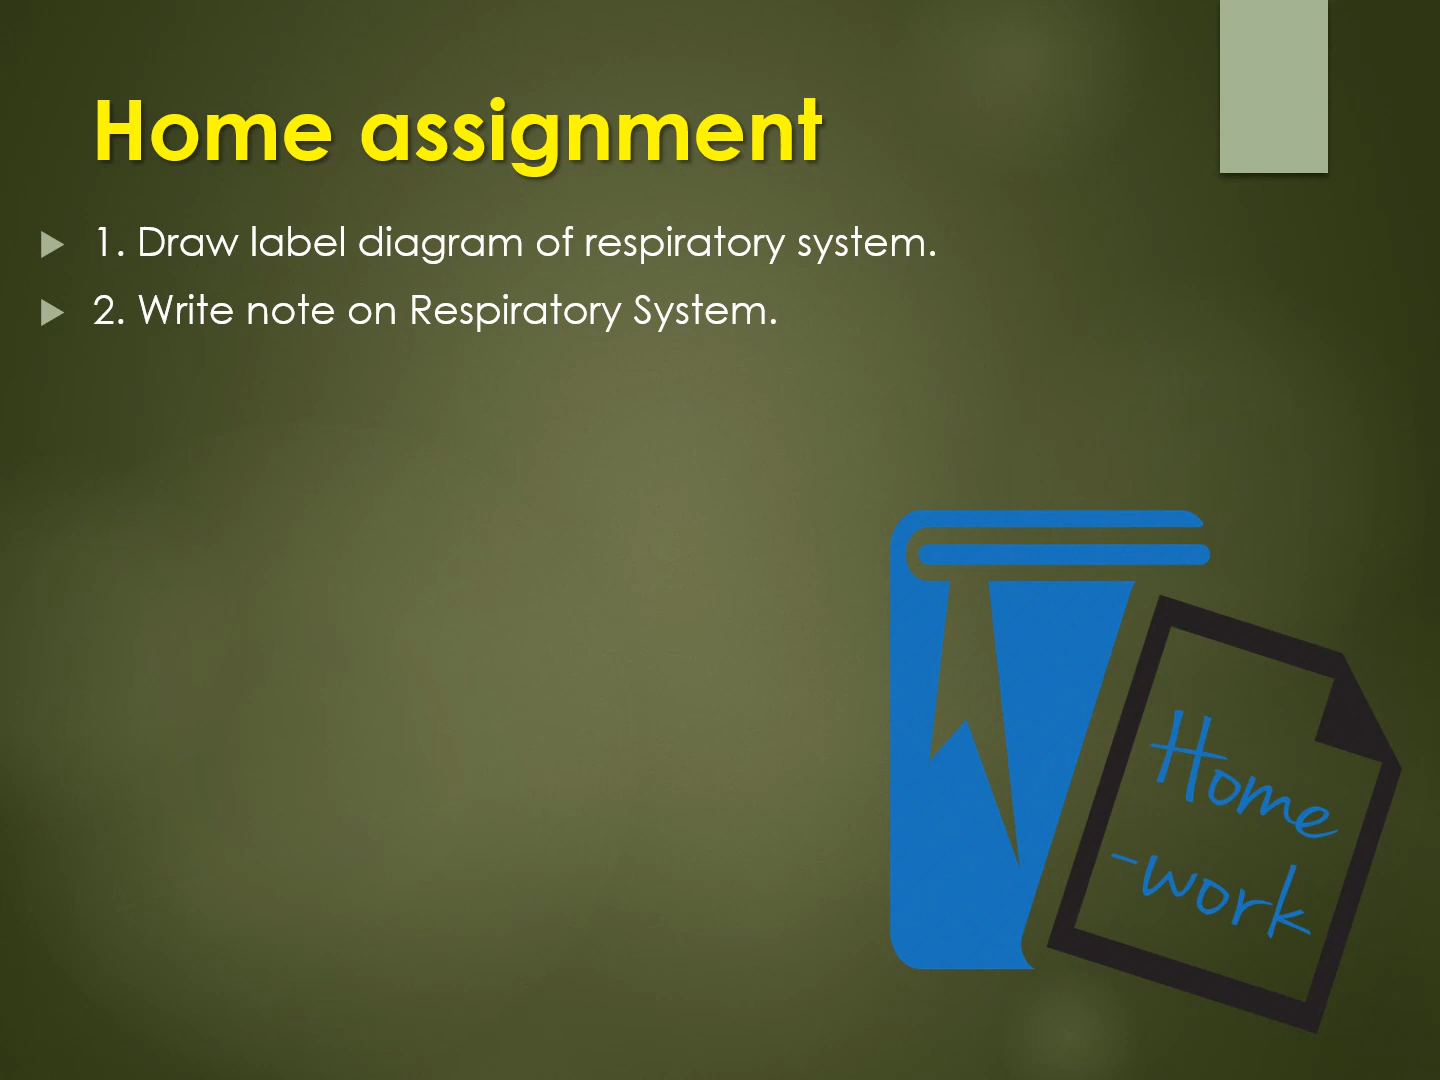 Home assignment
1. Draw label diagram of respiratory system.
2. Write note on Respiratory System.
Home
-work